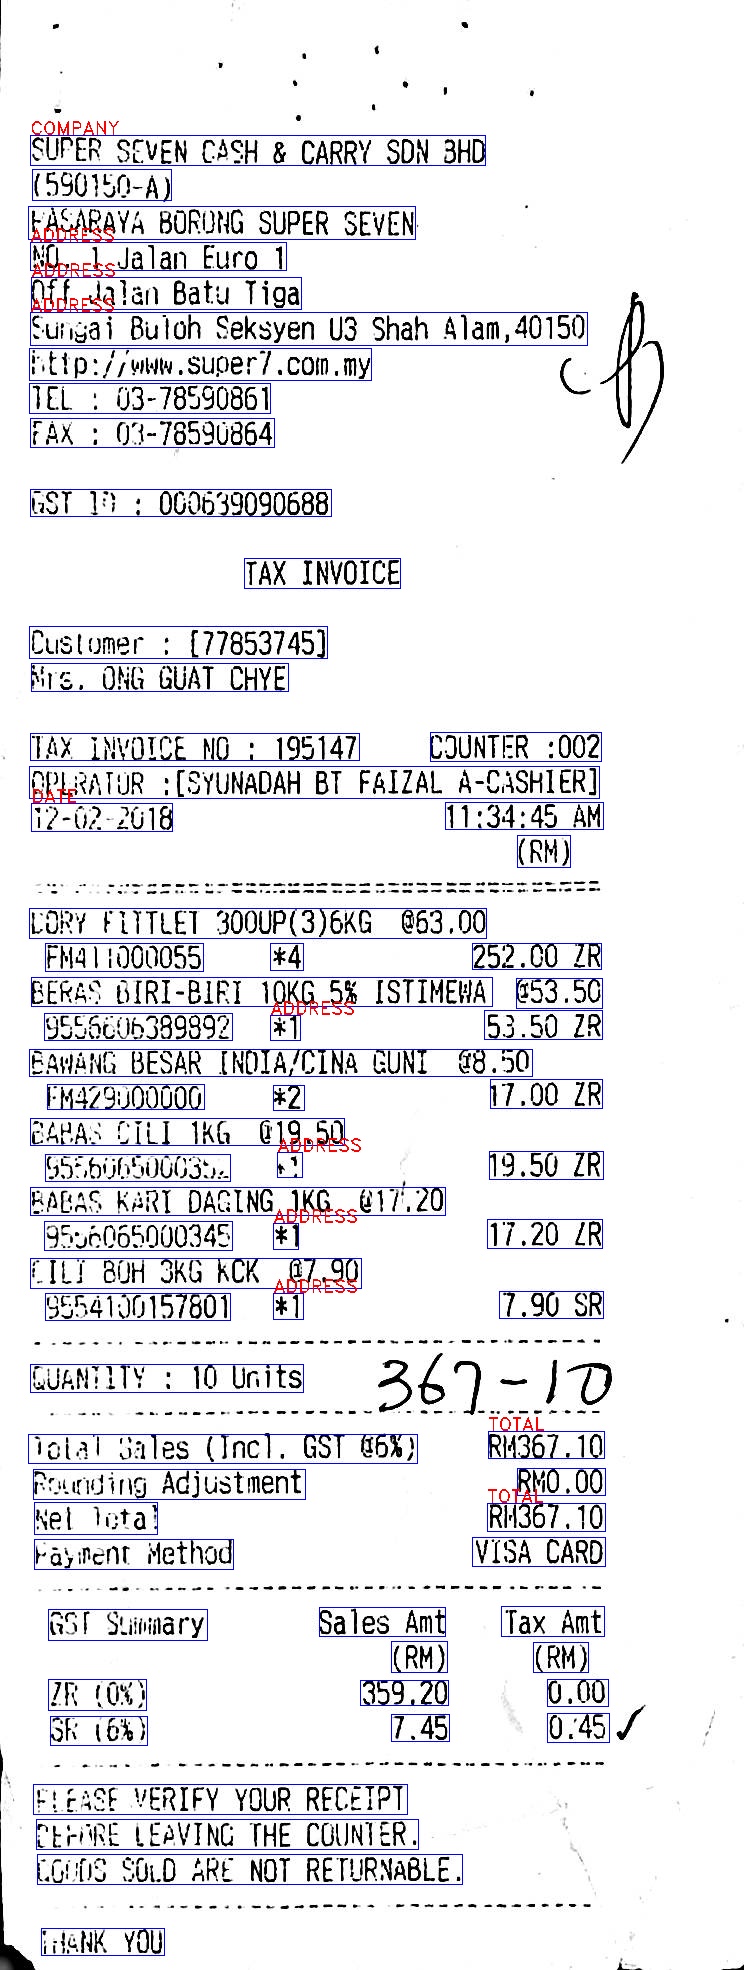 COMPANY
SUPER SEVEN CASH & CARRY SDN BHD
(590150-A)
PASARAYA BORONG SUPER SEVEN
ADDRESS
NO. 1 Jalan Euro 1
ADDRESS
Off Jalan Batu Tiga
ADDRESS
Sungai Buloh Seksyen U3 Shah Alam,40150
http://www.super7.com.my
TEL : 03-78590861
FAX : 03-78590864
GST ID : 000639090688
TAX INVOICE
Customer : [77853745]
Mrs. ONG GUAT CHYE
TAX INVOICE NO : 195147 COUNTER :002
OPERATOR :[SYUNADAH BT FAIZAL A-CASHIER]
DATE
12-02-2018 11:34:45 AM
(RM)
DORY FITTLET 300UP(3)6KG @63.00
FM411000055 *4 252.00 ZR
BERAS BIRI-BIRI 10KG 5% ISTIMEWA @53.50
ADDRESS
9556606389892 *1 53.50 ZR
BAWANG BESAR INDIA/CINA GUNI @8.50
FM429000000 *2 17.00 ZR
BABAS CILI 1KG @19.50
ADDRESS
*1 19.50 ZR
BABAS KARI DAGING 1KG @17.20
ADDRESS
9556065000345 *1 17.20 ZR
CILI BOH 3KG KCK @7.90
ADDRESS
9554100157801 *1 7.90 SR
QUANTITY : 10 Units 367-10
TOTAL
Total Sales (Incl. GST @6%) RM367.10
Rounding Adjustment RM0.00
TOTAL
Net Total RM367.10
Payment Method VISA CARD
GST Summary Sales Amt Tax Amt
(RM) (RM)
ZR (0%) 359.20 0.00
SR (6%) 7.45 0.45
PLEASE VERIFY YOUR RECEIPT
BEFORE LEAVING THE COUNTER.
GOODS SOLD ARE NOT RETURNABLE.
THANK YOU